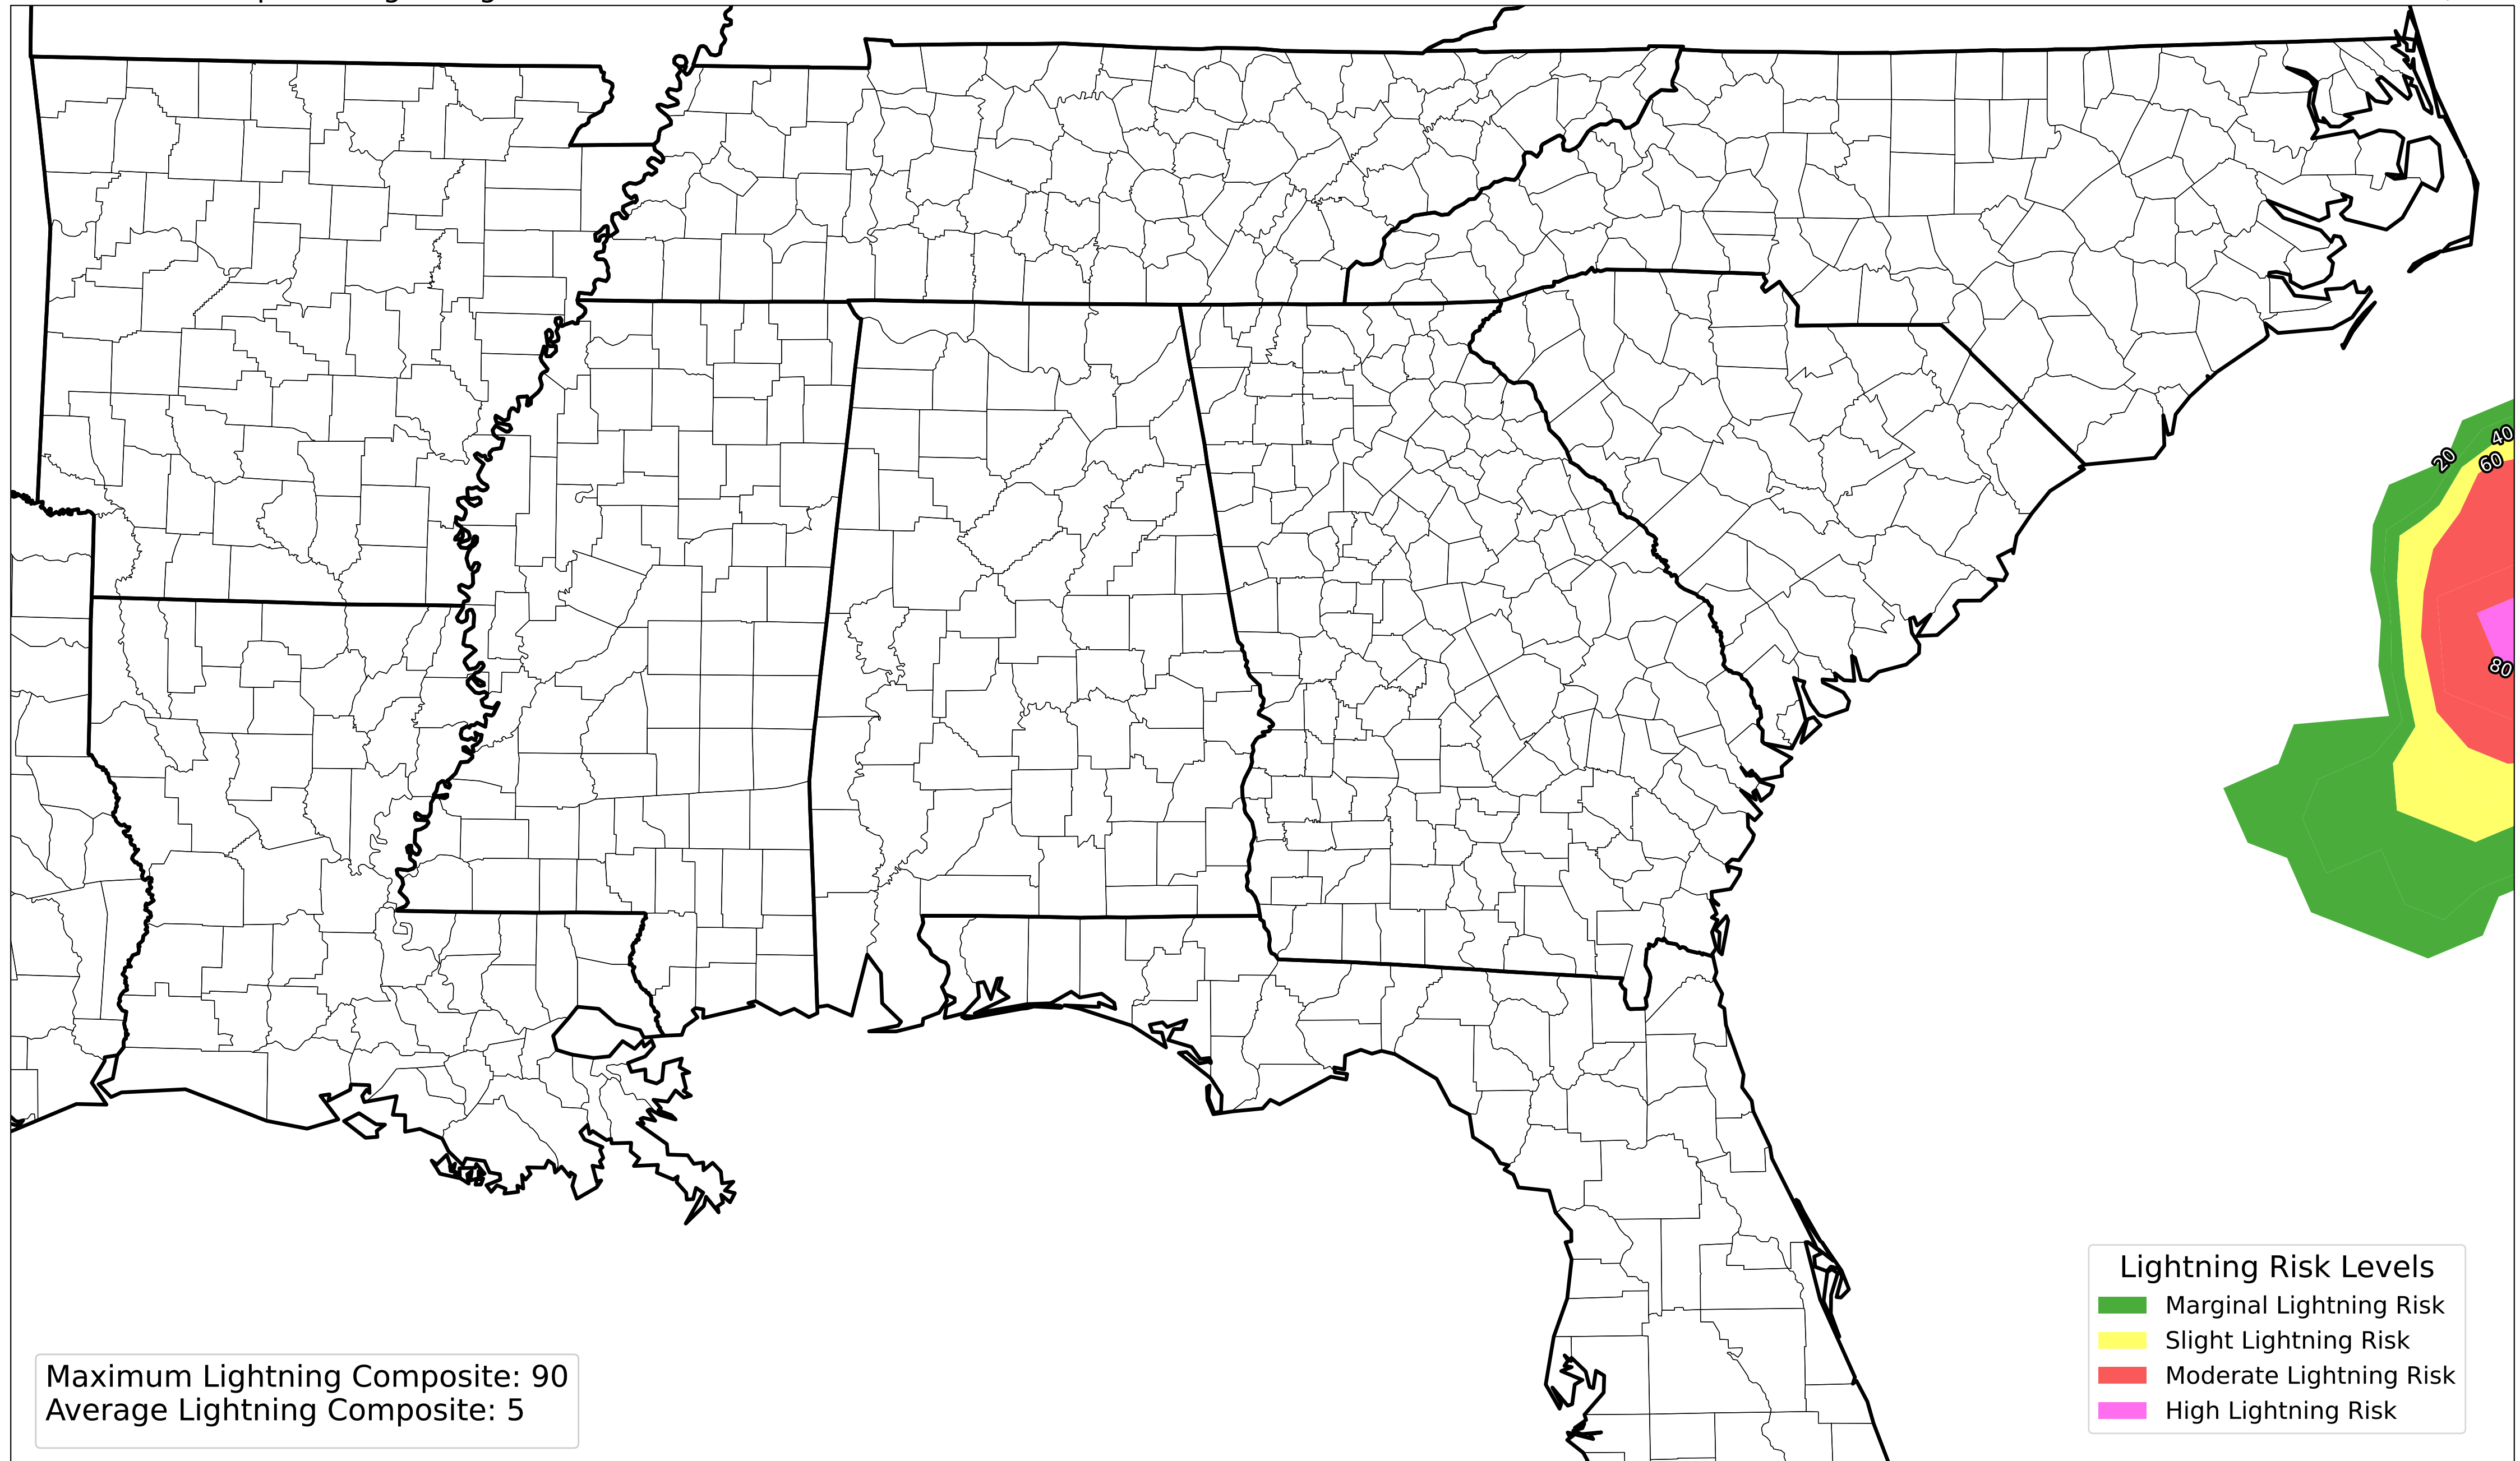 40
20
60
80
Lightning Risk Levels
Marginal Lightning Risk
Slight Lightning Risk
Moderate Lightning Risk
High Lightning Risk
Maximum Lightning Composite: 90
Average Lightning Composite: 5